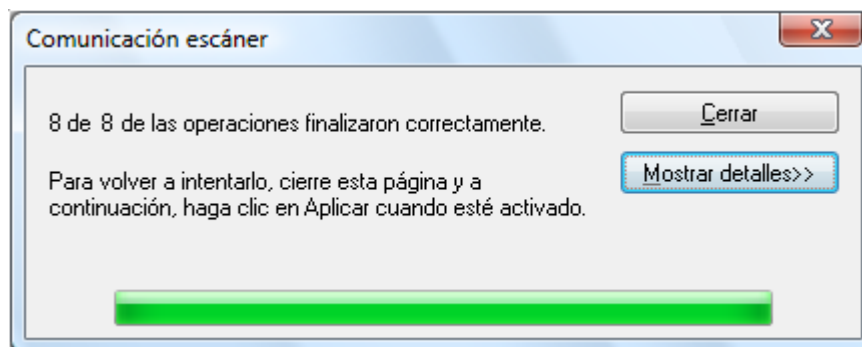 Comunicación escáner
8 de 8 de las operaciones finalizaron correctamente.
Cerrar
Mostrar detalles>>
Para volver a intentarlo, cierre esta página y a
continuación, haga clic en Aplicar cuando esté activado.